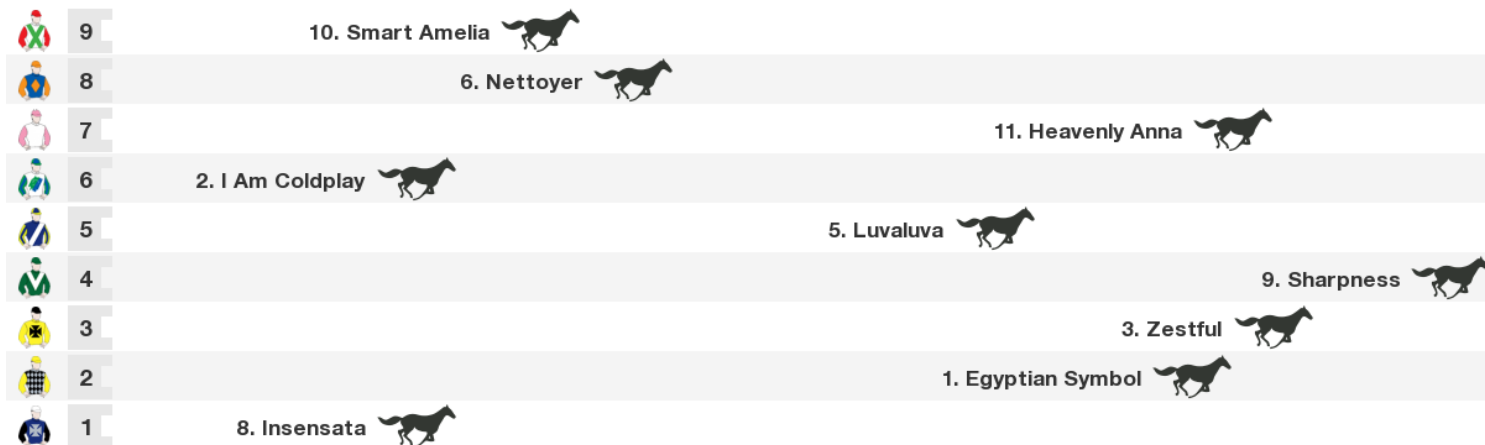 9 10. Smart Amelia
8 6. Nettoyer
7 11. Heavenly Anna
6 2. I Am Coldplay
5 5. Luvaluva
4 9. Sharpness
3 3. Zestful
2 1. Egyptian Symbol
1 8. Insensata